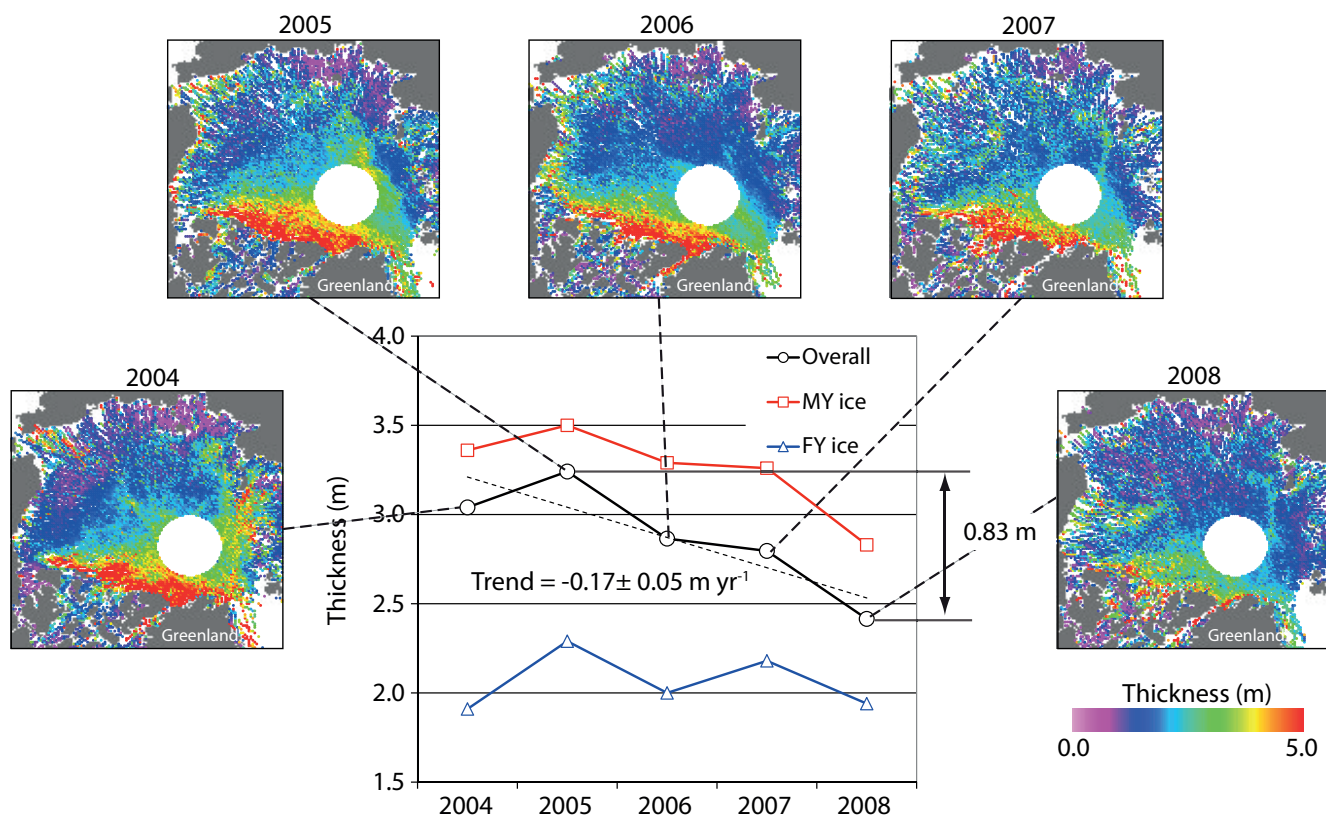 2005
2006
2007
Greenland
Greenland
Greenland
2004
Greenland
2008
Greenland
Thickness (m)
0.0
5.0
4.0
3.5
3.0
2.5
2.0
1.5
Thickness (m)
Overall
MY ice
FY ice
0.83 m
Trend = -0.17± 0.05 m yr⁻¹
2004 2005 2006 2007 2008